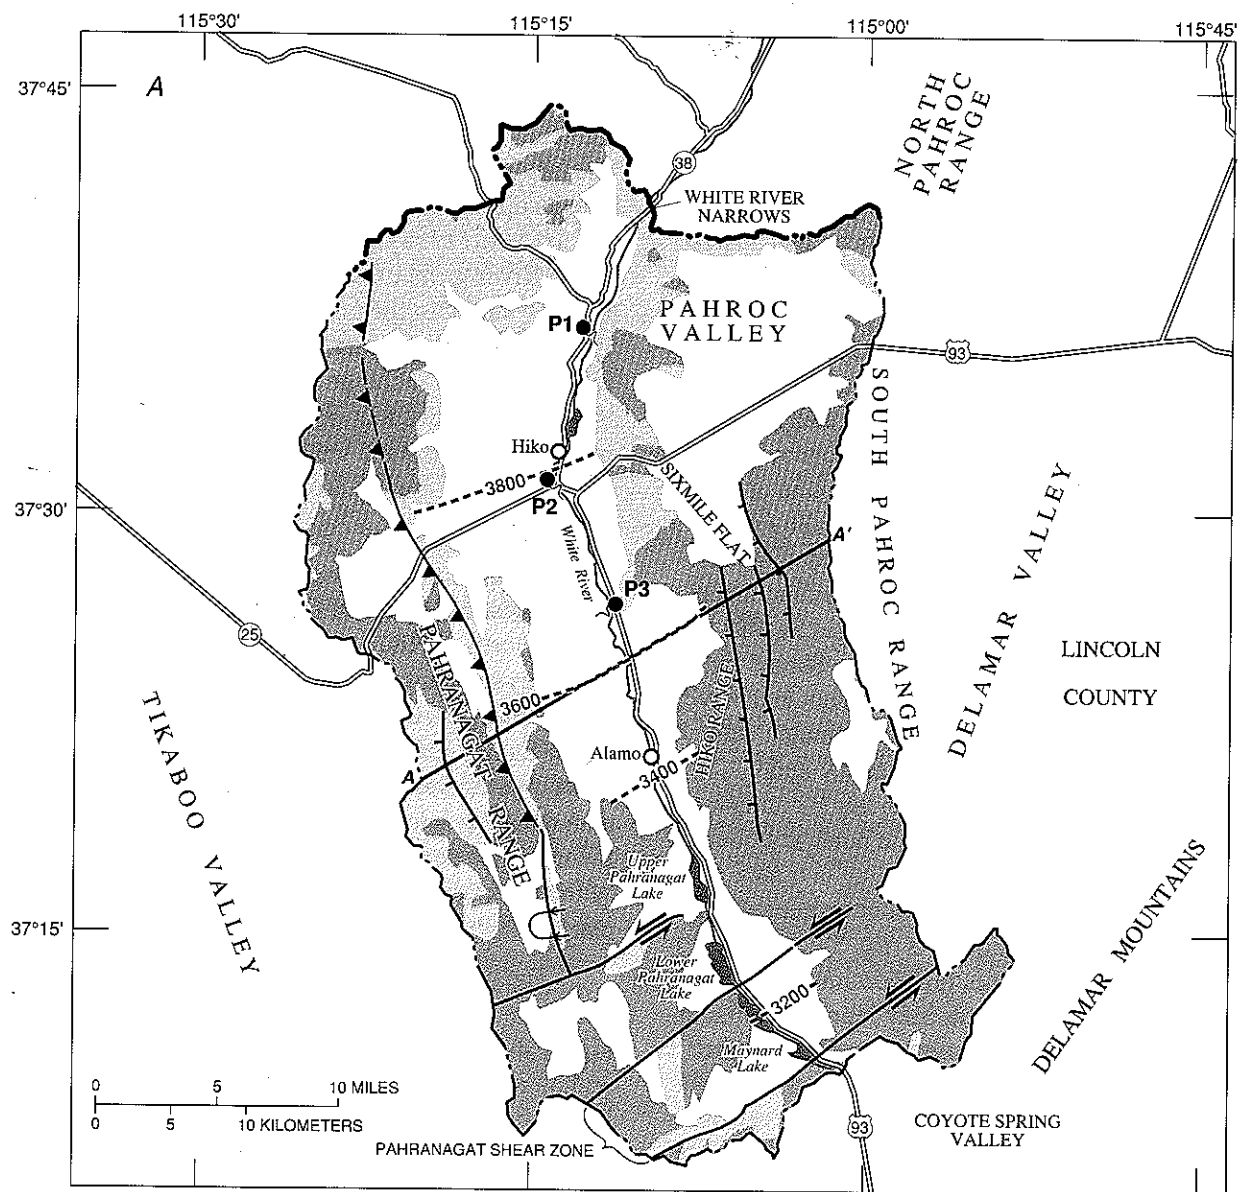 115°30'
115°15'
115°00'
115°45'
37°45'
A
NORTH
PAHROC
RANGE
38
WHITE RIVER
NARROWS
P1
PAHROC
VALLEY
93
Hiko
3800
P2
SIXMILE FLAT
SOUTH PAHROC RANGE
37°30'
A'
White River
P3
25
PAHRANAGAT RANGE
HIKO RANGE
DELAMAR VALLEY
LINCOLN
COUNTY
TIKABOO VALLEY
3600
A
Alamo
3400
Upper
Pahranagat
Lake
37°15'
Lower
Pahranagat
Lake
3200
DELAMAR MOUNTAINS
Maynard
Lake
0 5 10 MILES
0 5 10 KILOMETERS
PAHRANAGAT SHEAR ZONE
93
COYOTE SPRING
VALLEY